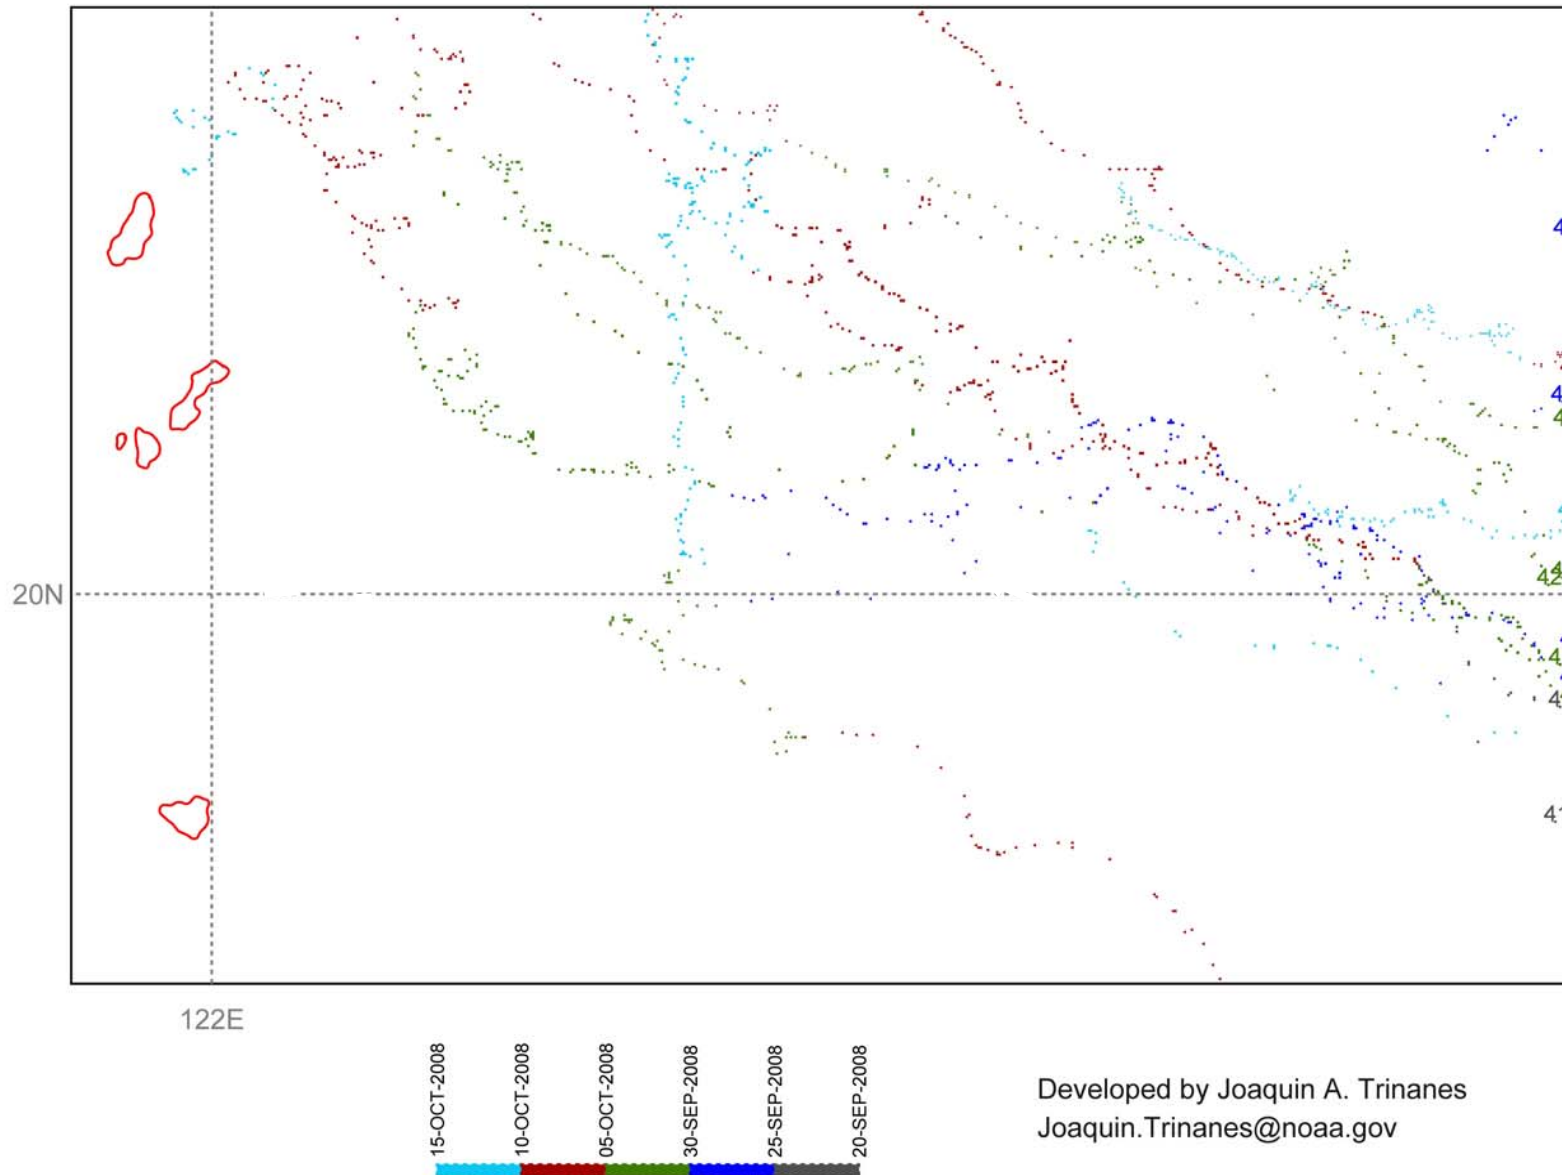 20N
122E
15-OCT-2008
10-OCT-2008
05-OCT-2008
30-SEP-2008
25-SEP-2008
20-SEP-2008
Developed by Joaquin A. Trinanes
Joaquin.Trinanes@noaa.gov